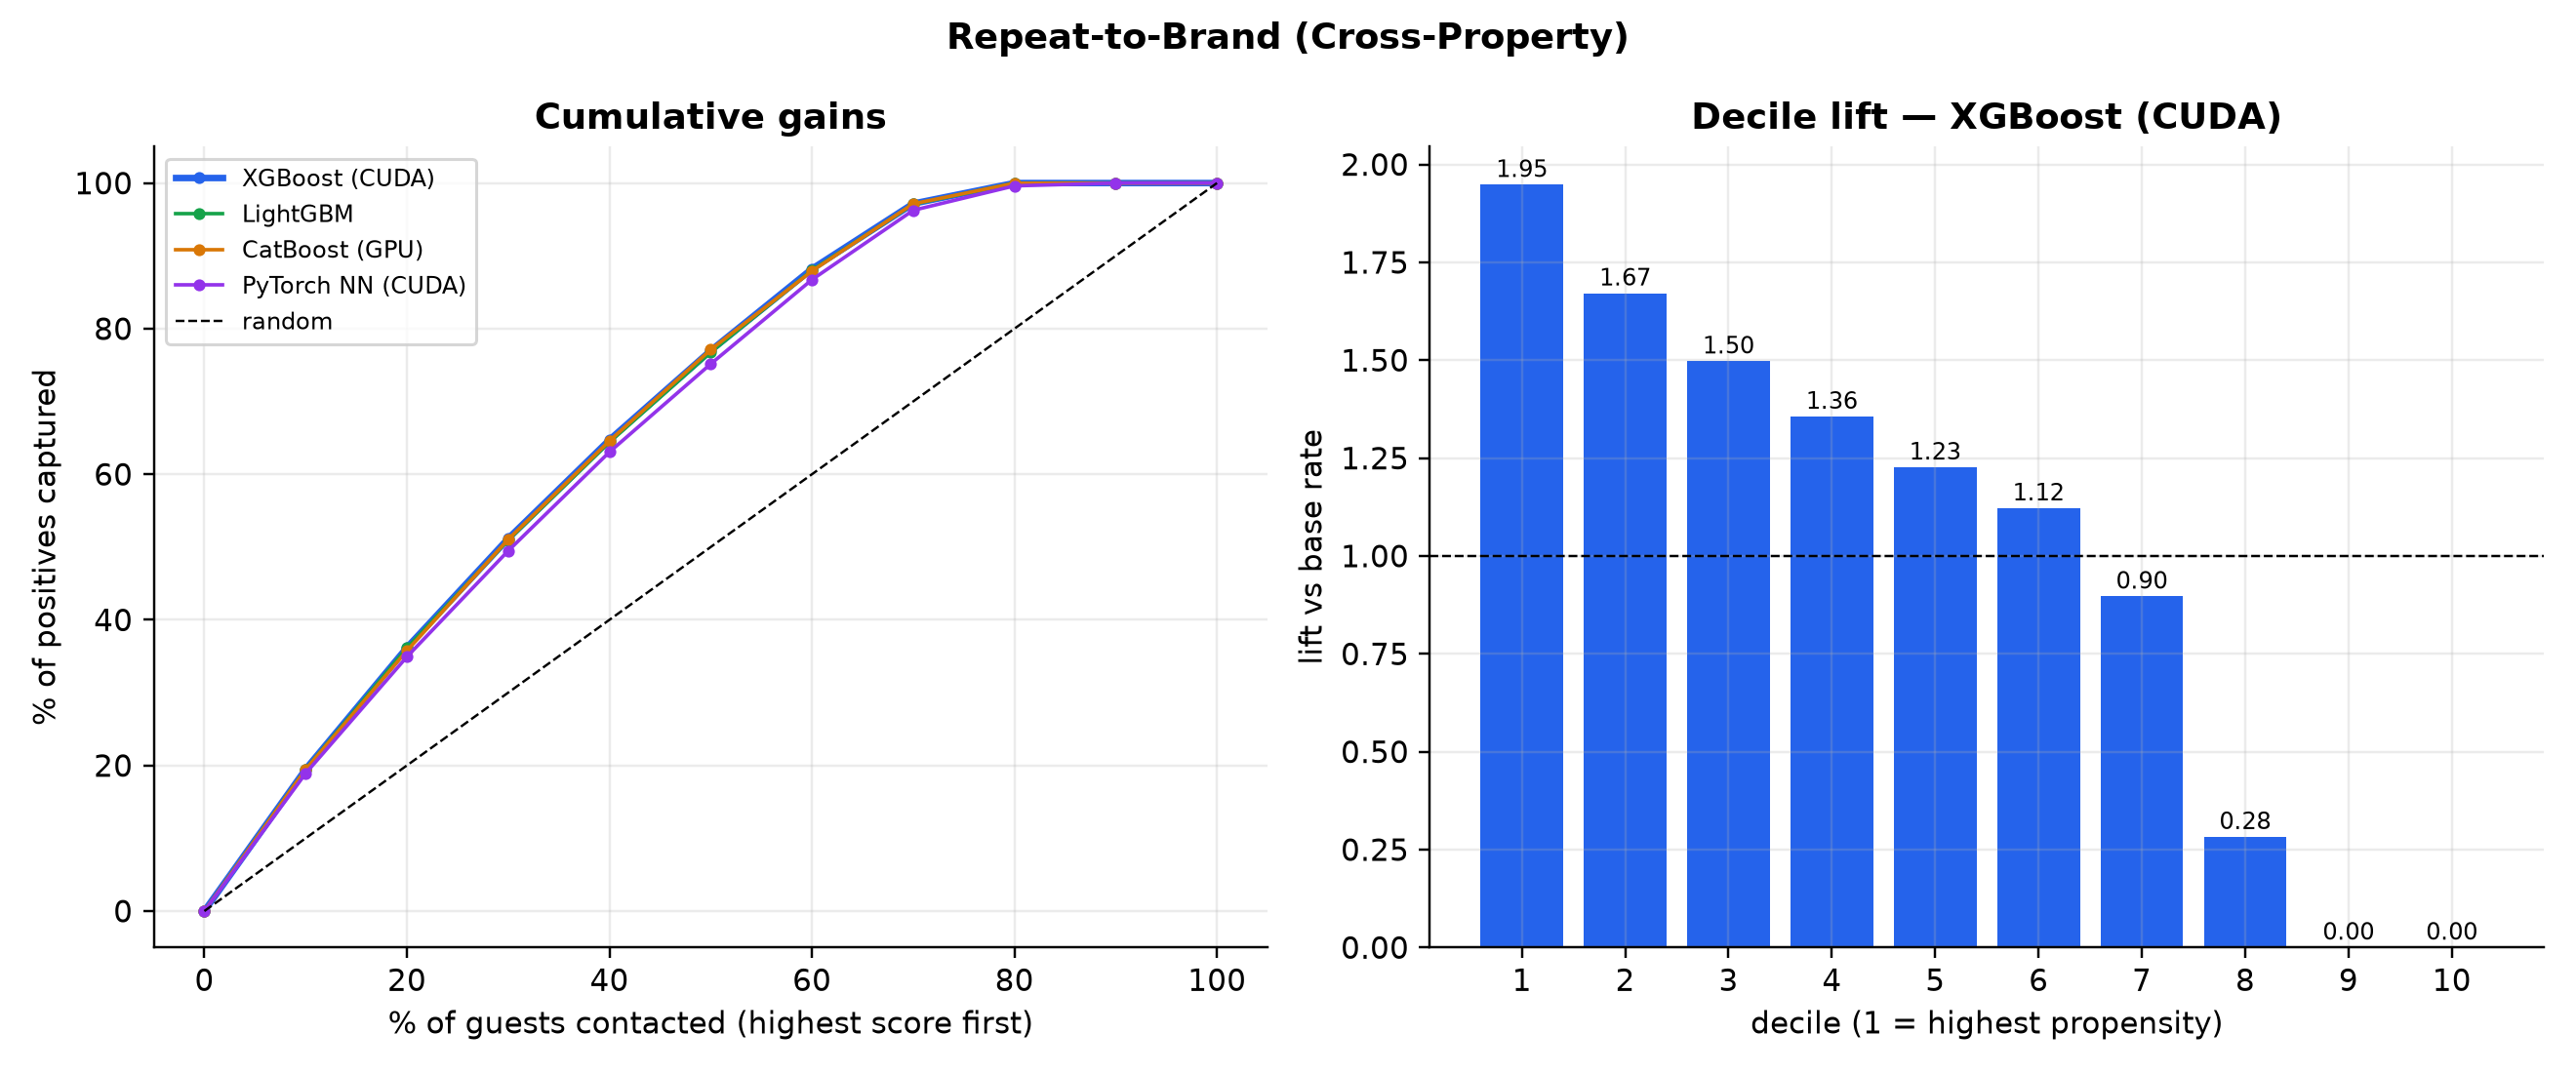 Repeat-to-Brand (Cross-Property)
Cumulative gains
XGBoost (CUDA)
LightGBM
CatBoost (GPU)
PyTorch NN (CUDA)
random
% of positives captured
100
80
60
40
20
0
0 20 40 60 80 100
% of guests contacted (highest score first)
Decile lift — XGBoost (CUDA)
lift vs base rate
2.00
1.75
1.50
1.25
1.00
0.75
0.50
0.25
0.00
1.95
1.67
1.50
1.36
1.23
1.12
0.90
0.28
0.00
0.00
1 2 3 4 5 6 7 8 9 10
decile (1 = highest propensity)